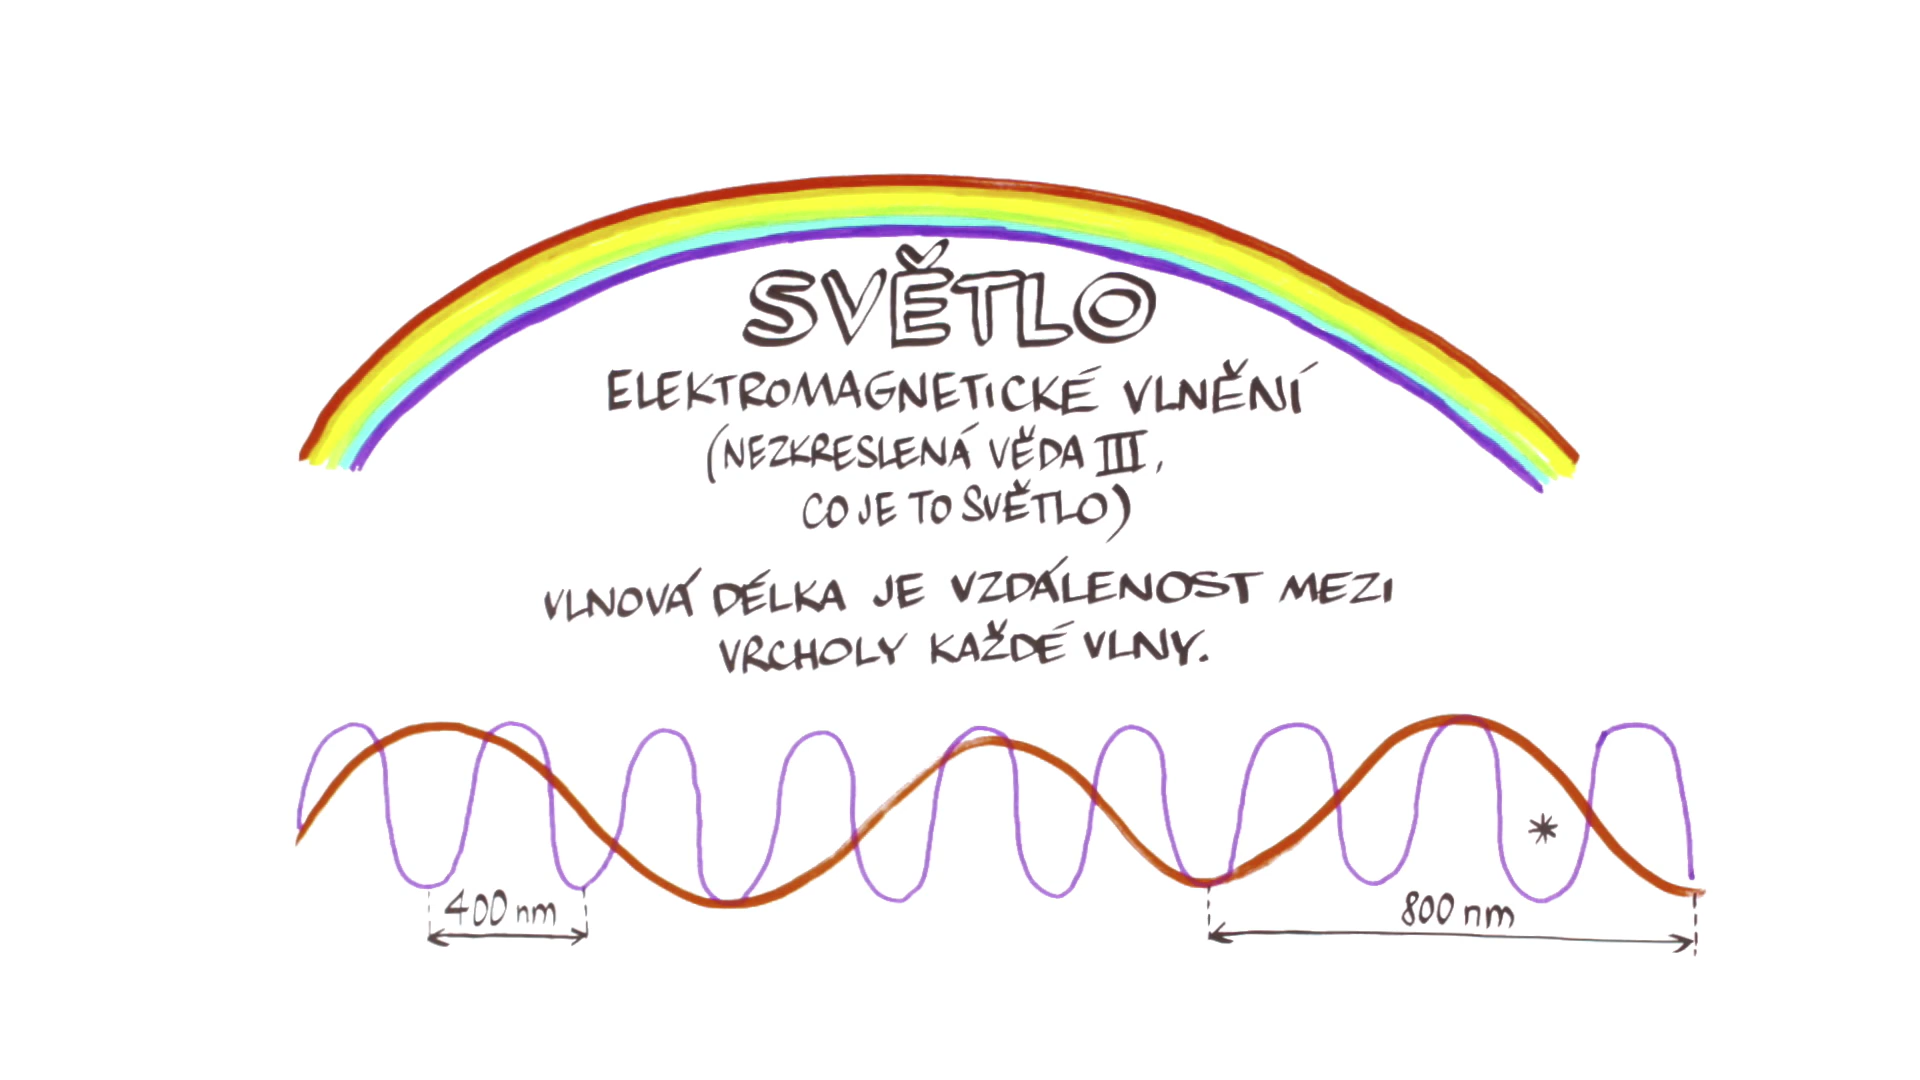 SVĚTLO
ELEKTROMAGNETICKÉ VLNĚNÍ
(NEZKRESLENÁ VĚDA III,
CO JE TO SVĚTLO)
VLNOVÁ DÉLKA JE VZDÁLENOST MEZI
VRCHOLY KAŽDÉ VLNY.
*
400 nm
800 nm